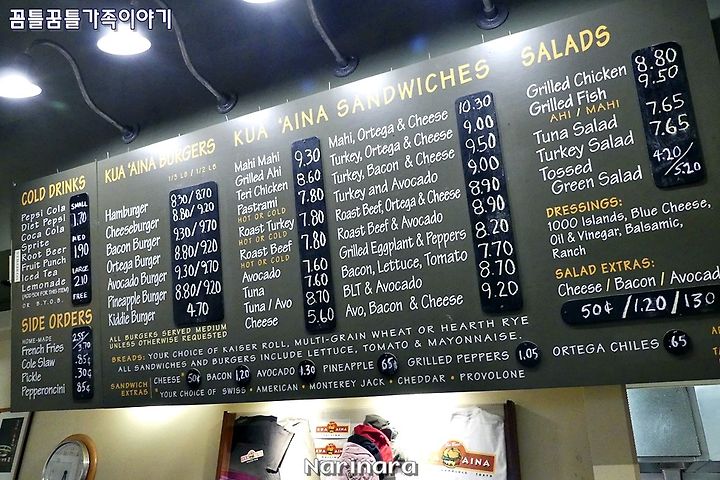 꼼틀꼼틀가족이야기
COLD DRINKS
SMALL
Pepsi Cola
Diet Pepsi 1.70
Coca Cola
Sprite MED
Root Beer 1.90
Fruit Punch
Iced Tea LARGE
Lemonade 2.10
OR B.Y.O.B. FREE
SIDE ORDERS
HOME-MADE
French Fries
Cole Slaw 85¢
Pickle .30¢
Pepperoncini 85¢
KUA 'AINA BURGERS
1/3 LB / 1/2 LB
Hamburger 8.30/8.70
Cheeseburger 8.80/9.20
Bacon Burger 9.30/9.70
Ortega Burger 8.80/9.20
Avocado Burger 9.30/9.70
Pineapple Burger 8.80/9.20
Kiddie Burger 4.70
ALL BURGERS SERVED MEDIUM
UNLESS OTHERWISE REQUESTED
KUA 'AINA SANDWICHES
Mahi Mahi 9.30
Grilled Ahi 8.60
Teri Chicken 7.80
Pastrami 7.80
HOT OR COLD
Roast Turkey 7.80
HOT OR COLD
Roast Beef 7.80
HOT OR COLD
Avocado 7.60
Tuna 7.60
Tuna / Avo 8.70
Cheese 5.60
Mahi, Ortega & Cheese 10.30
Turkey, Ortega & Cheese 9.00
Turkey, Bacon & Cheese 9.50
Turkey and Avocado 9.00
Roast Beef, Ortega & Cheese 8.90
Roast Beef & Avocado 8.90
Grilled Eggplant & Peppers 8.20
Bacon, Lettuce, Tomato 7.70
BLT & Avocado 8.70
Avo, Bacon & Cheese 9.20
BREADS: YOUR CHOICE OF KAISER ROLL, MULTI-GRAIN WHEAT OR HEARTH RYE
ALL SANDWICHES AND BURGERS INCLUDE LETTUCE, TOMATO & MAYONNAISE.
SANDWICH EXTRAS CHEESE 50¢ BACON 1.20 AVOCADO 1.30 PINEAPPLE 65¢ GRILLED PEPPERS 1.05 ORTEGA CHILES .65
*YOUR CHOICE OF SWISS • AMERICAN • MONTEREY JACK • CHEDDAR • PROVOLONE
SALADS
Grilled Chicken 8.80
Grilled Fish 9.50
AHI / MAHI
Tuna Salad 7.65
Turkey Salad 7.65
Tossed
Green Salad 4.20/5.20
DRESSINGS:
1000 Islands, Blue Cheese,
Oil & Vinegar, Balsamic,
Ranch
SALAD EXTRAS:
Cheese / Bacon / Avocado
50¢ / 1.20 / 130
AINA
Narinara